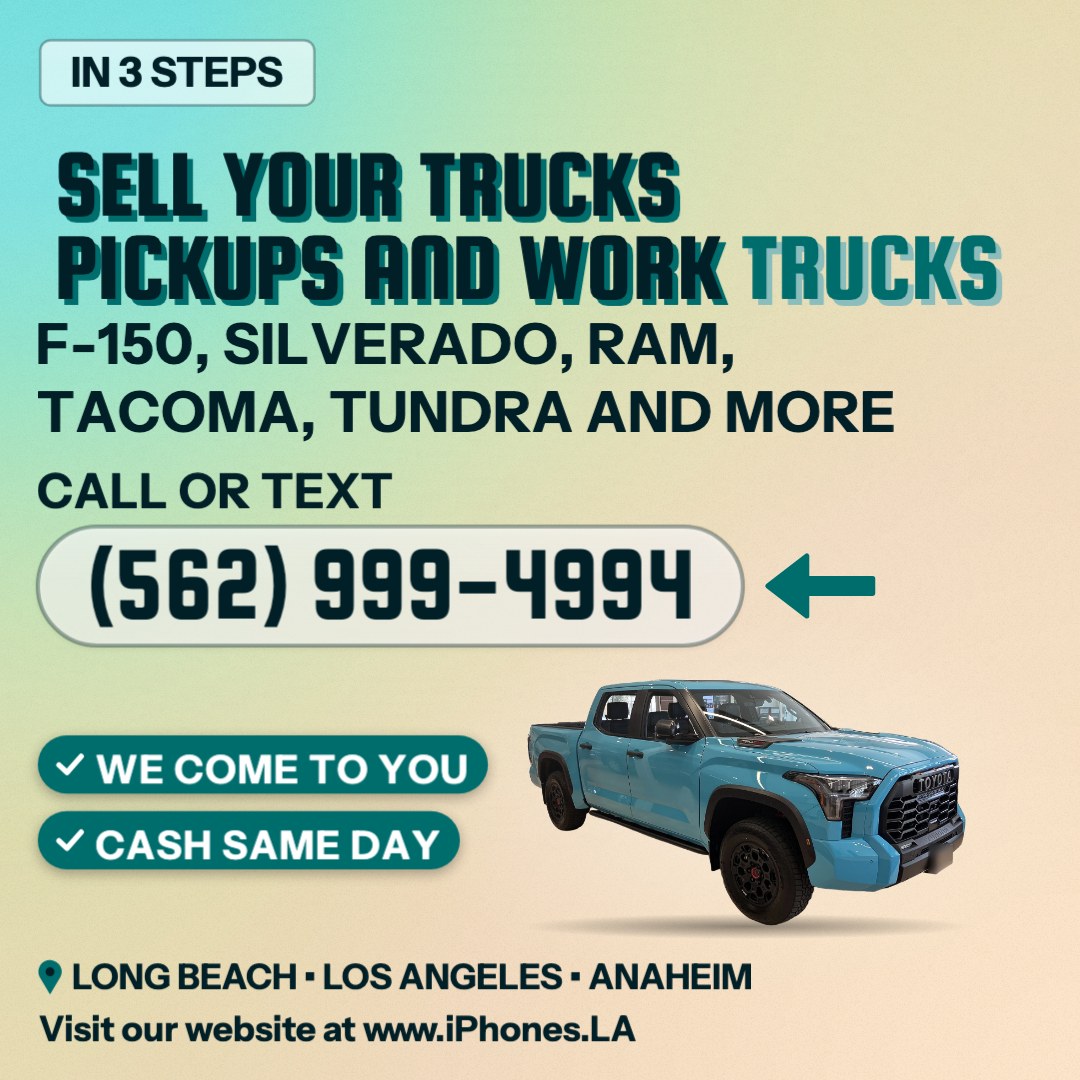 IN 3 STEPS
SELL YOUR TRUCKS
PICKUPS AND WORK TRUCKS
F-150, SILVERADO, RAM,
TACOMA, TUNDRA AND MORE
CALL OR TEXT
(562) 999-4994
WE COME TO YOU
CASH SAME DAY
TOYOTA
LONG BEACH ▪ LOS ANGELES ▪ ANAHEIM
Visit our website at www.iPhones.LA